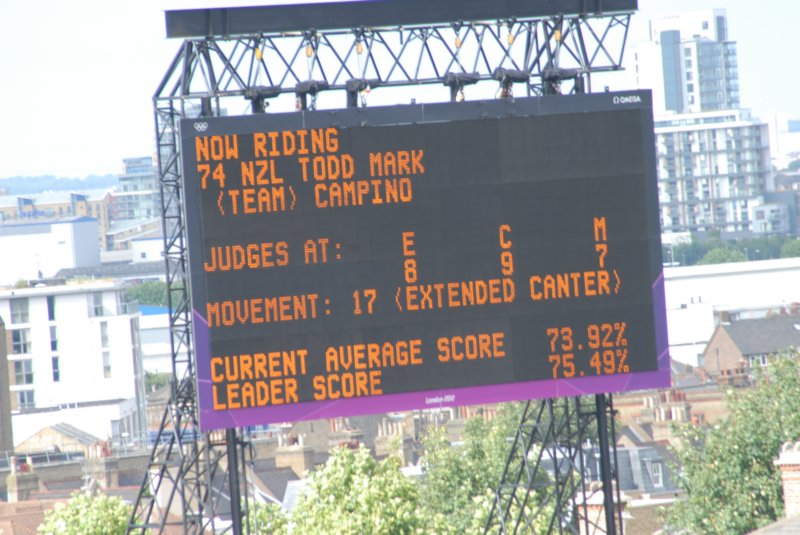 OMEGA
NOW RIDING
74 NZL TODD MARK
(TEAM) CAMPINO
E C M
JUDGES AT: 8 9 7
MOVEMENT: 17 (EXTENDED CANTER)
CURRENT AVERAGE SCORE 73.92%
LEADER SCORE 75.49%
London 2012